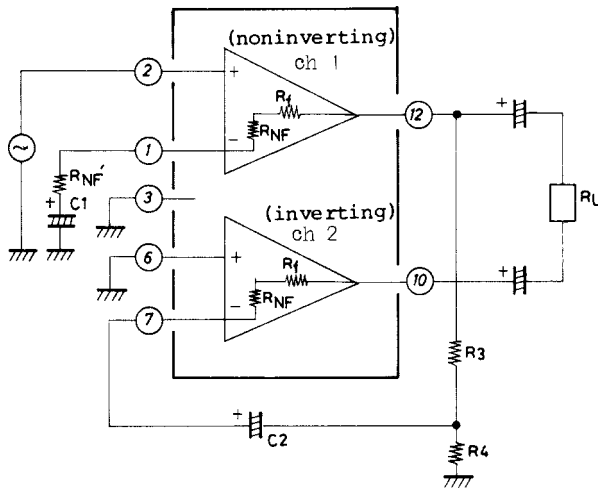 (noninverting)
ch 1
2
+
Rf
12
+
RNF
1
−
RNF'
+
C1
3
RL
(inverting)
ch 2
6
+
Rf
+
10
RNF
7
−
R3
+
C2
R4